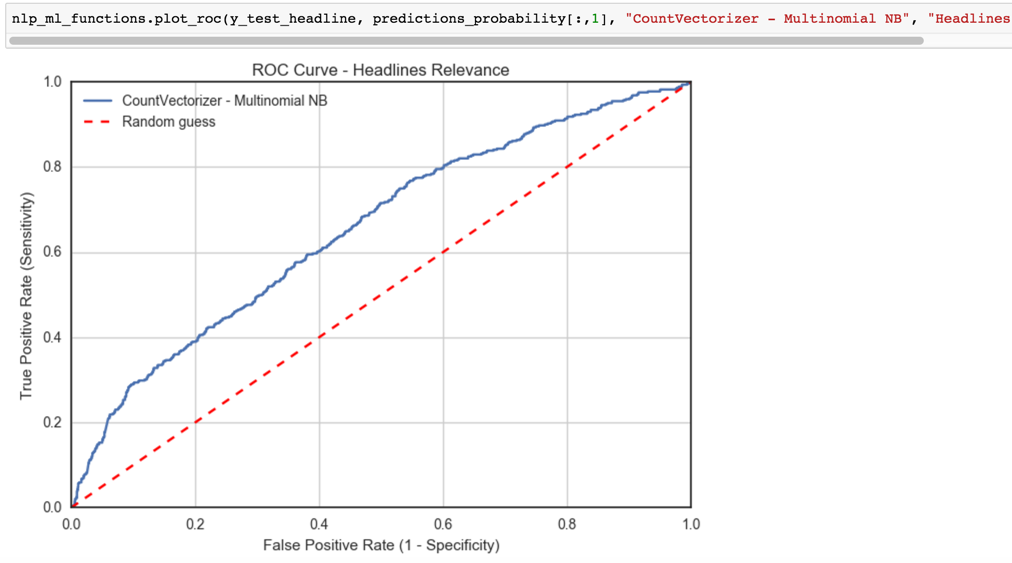 nlp_ml_functions.plot_roc(y_test_headline, predictions_probability[:,1], "CountVectorizer - Multinomial NB", "Headlines
ROC Curve - Headlines Relevance
CountVectorizer - Multinomial NB
Random guess
1.0
0.8
0.6
0.4
0.2
0.0
True Positive Rate (Sensitivity)
0.0 0.2 0.4 0.6 0.8 1.0
False Positive Rate (1 - Specificity)